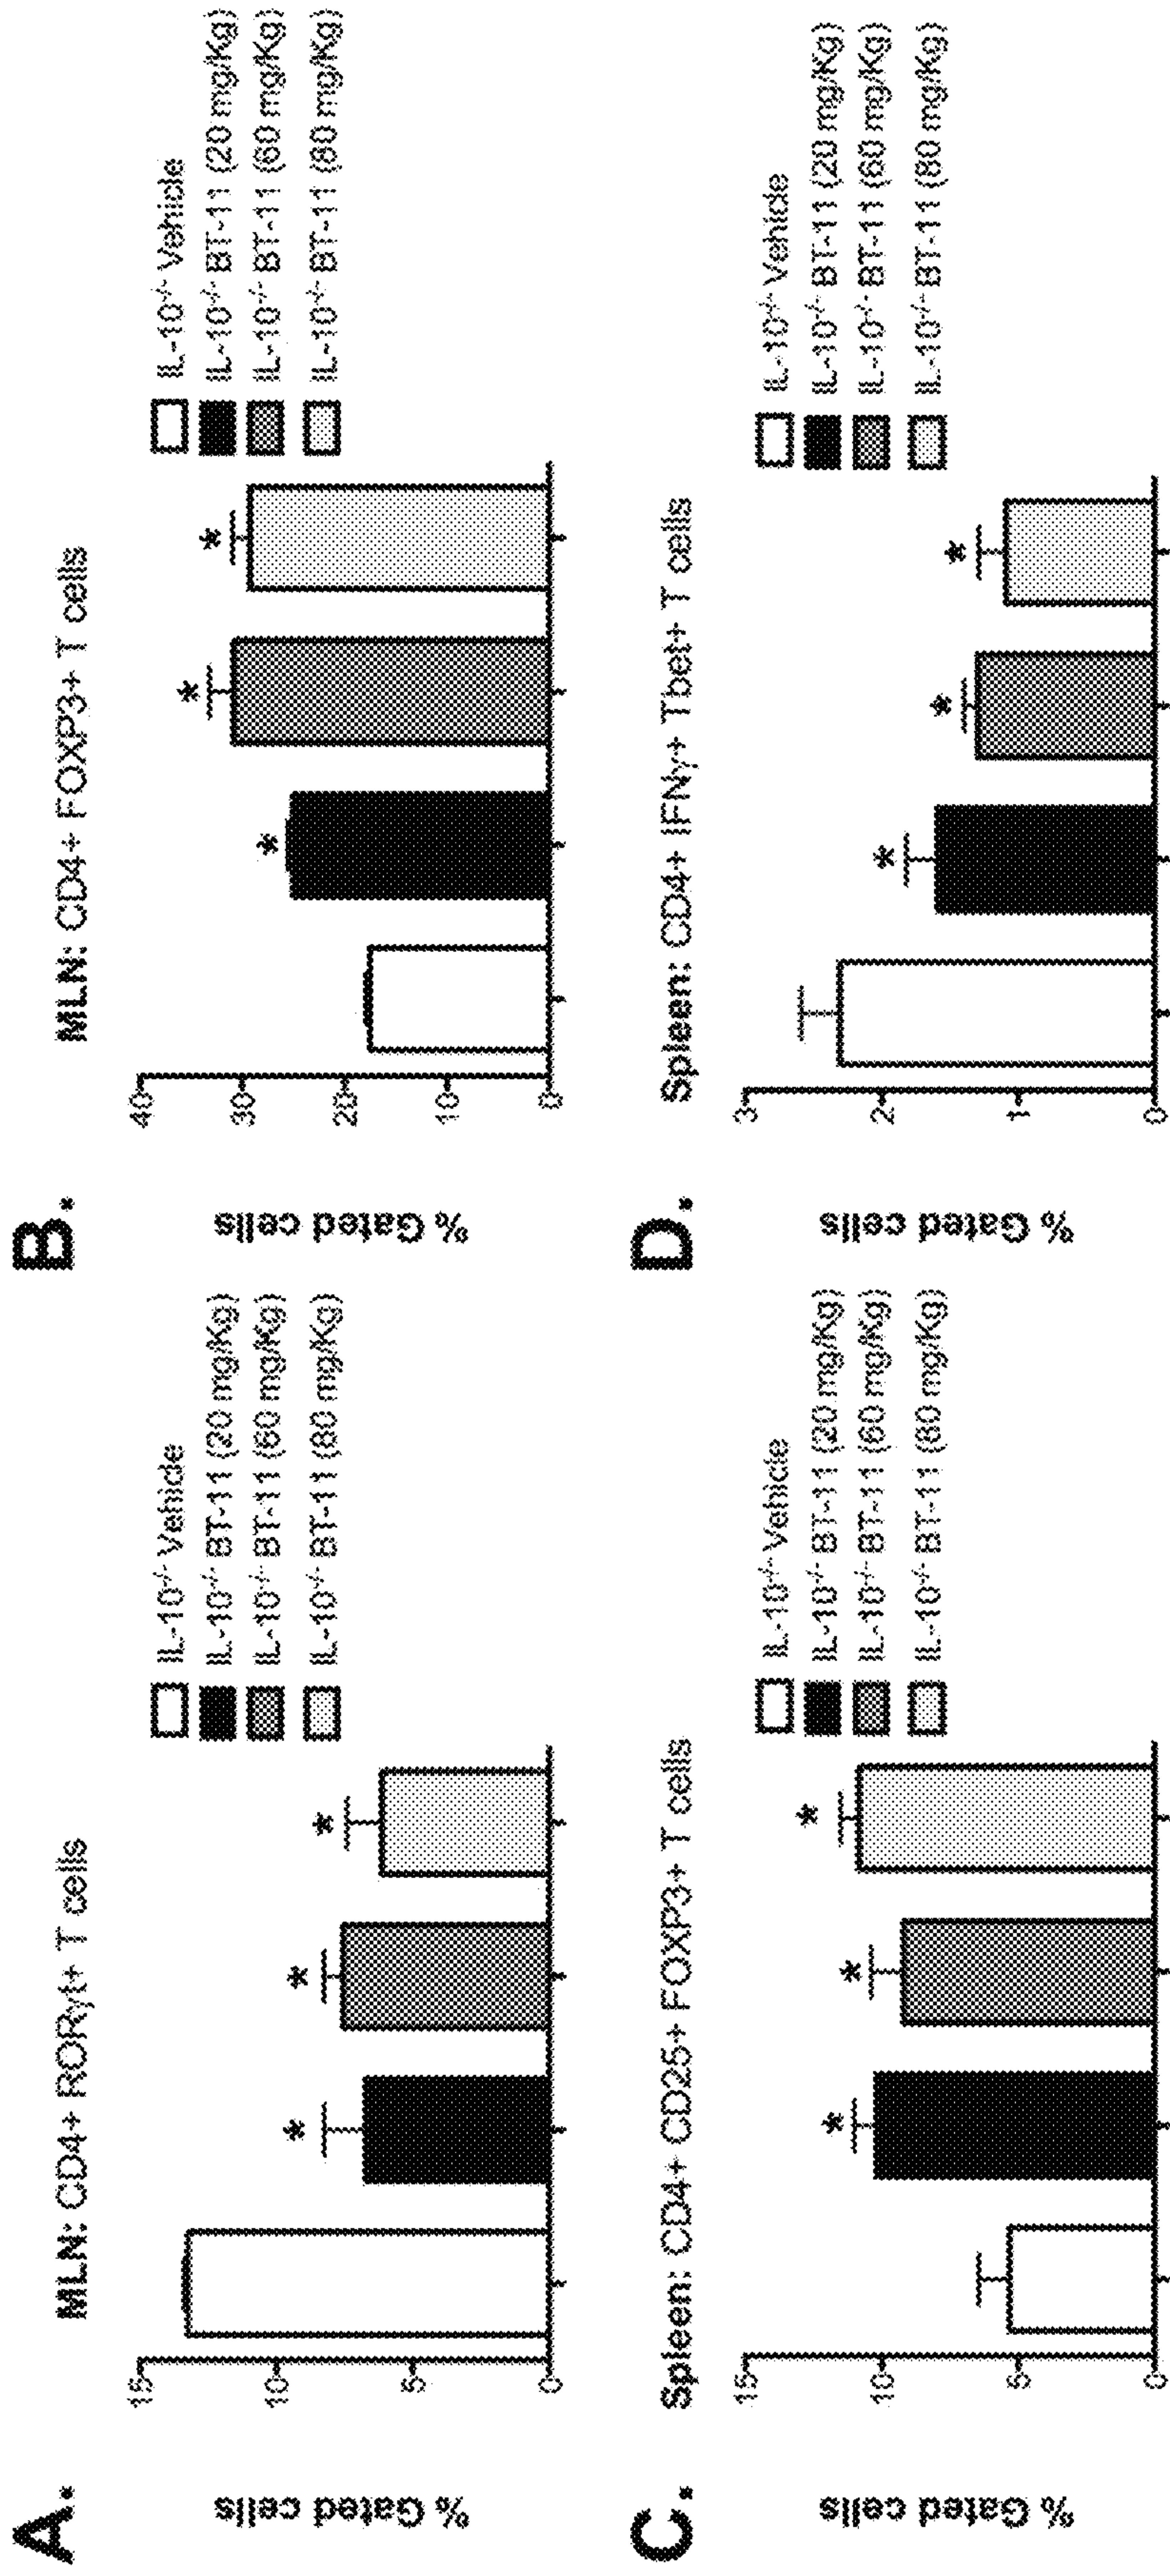 A.
MLN: CD4+ RORγt+ T cells
% Gated cells
15
10
5
0
IL-10-/- Vehicle
IL-10-/- BT-11 (20 mg/Kg)
IL-10-/- BT-11 (60 mg/Kg)
IL-10-/- BT-11 (80 mg/Kg)
*
*
*
B.
MLN: CD4+ FOXP3+ T cells
% Gated cells
40
30
20
10
0
IL-10-/- Vehicle
IL-10-/- BT-11 (20 mg/Kg)
IL-10-/- BT-11 (60 mg/Kg)
IL-10-/- BT-11 (80 mg/Kg)
*
*
*
C.
Spleen: CD4+ CD25+ FOXP3+ T cells
% Gated cells
15
10
5
0
IL-10-/- Vehicle
IL-10-/- BT-11 (20 mg/Kg)
IL-10-/- BT-11 (60 mg/Kg)
IL-10-/- BT-11 (80 mg/Kg)
*
*
*
D.
Spleen: CD4+ IFNγ+ Tbet+ T cells
% Gated cells
3
2
1
0
IL-10-/- Vehicle
IL-10-/- BT-11 (20 mg/Kg)
IL-10-/- BT-11 (60 mg/Kg)
IL-10-/- BT-11 (80 mg/Kg)
*
*
*